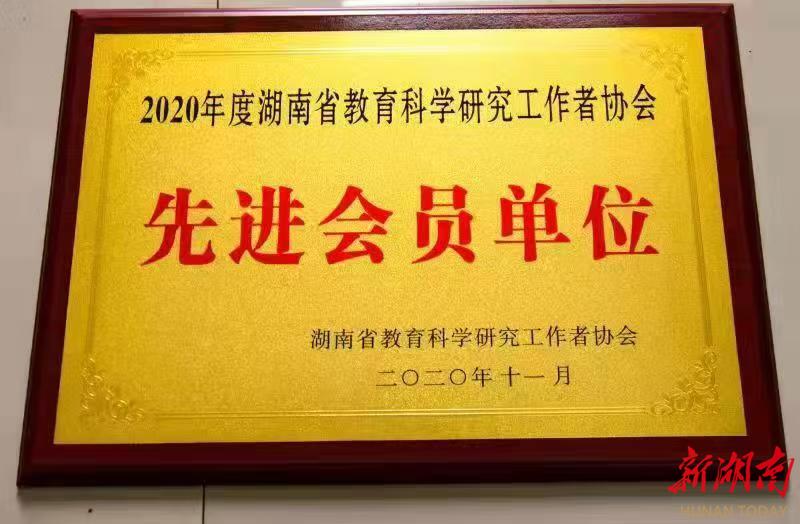 2020年度湖南省教育科学研究工作者协会
先进会员单位
湖南省教育科学研究工作者协会
二〇二〇年十一月
新湖南
HUNAN TODAY